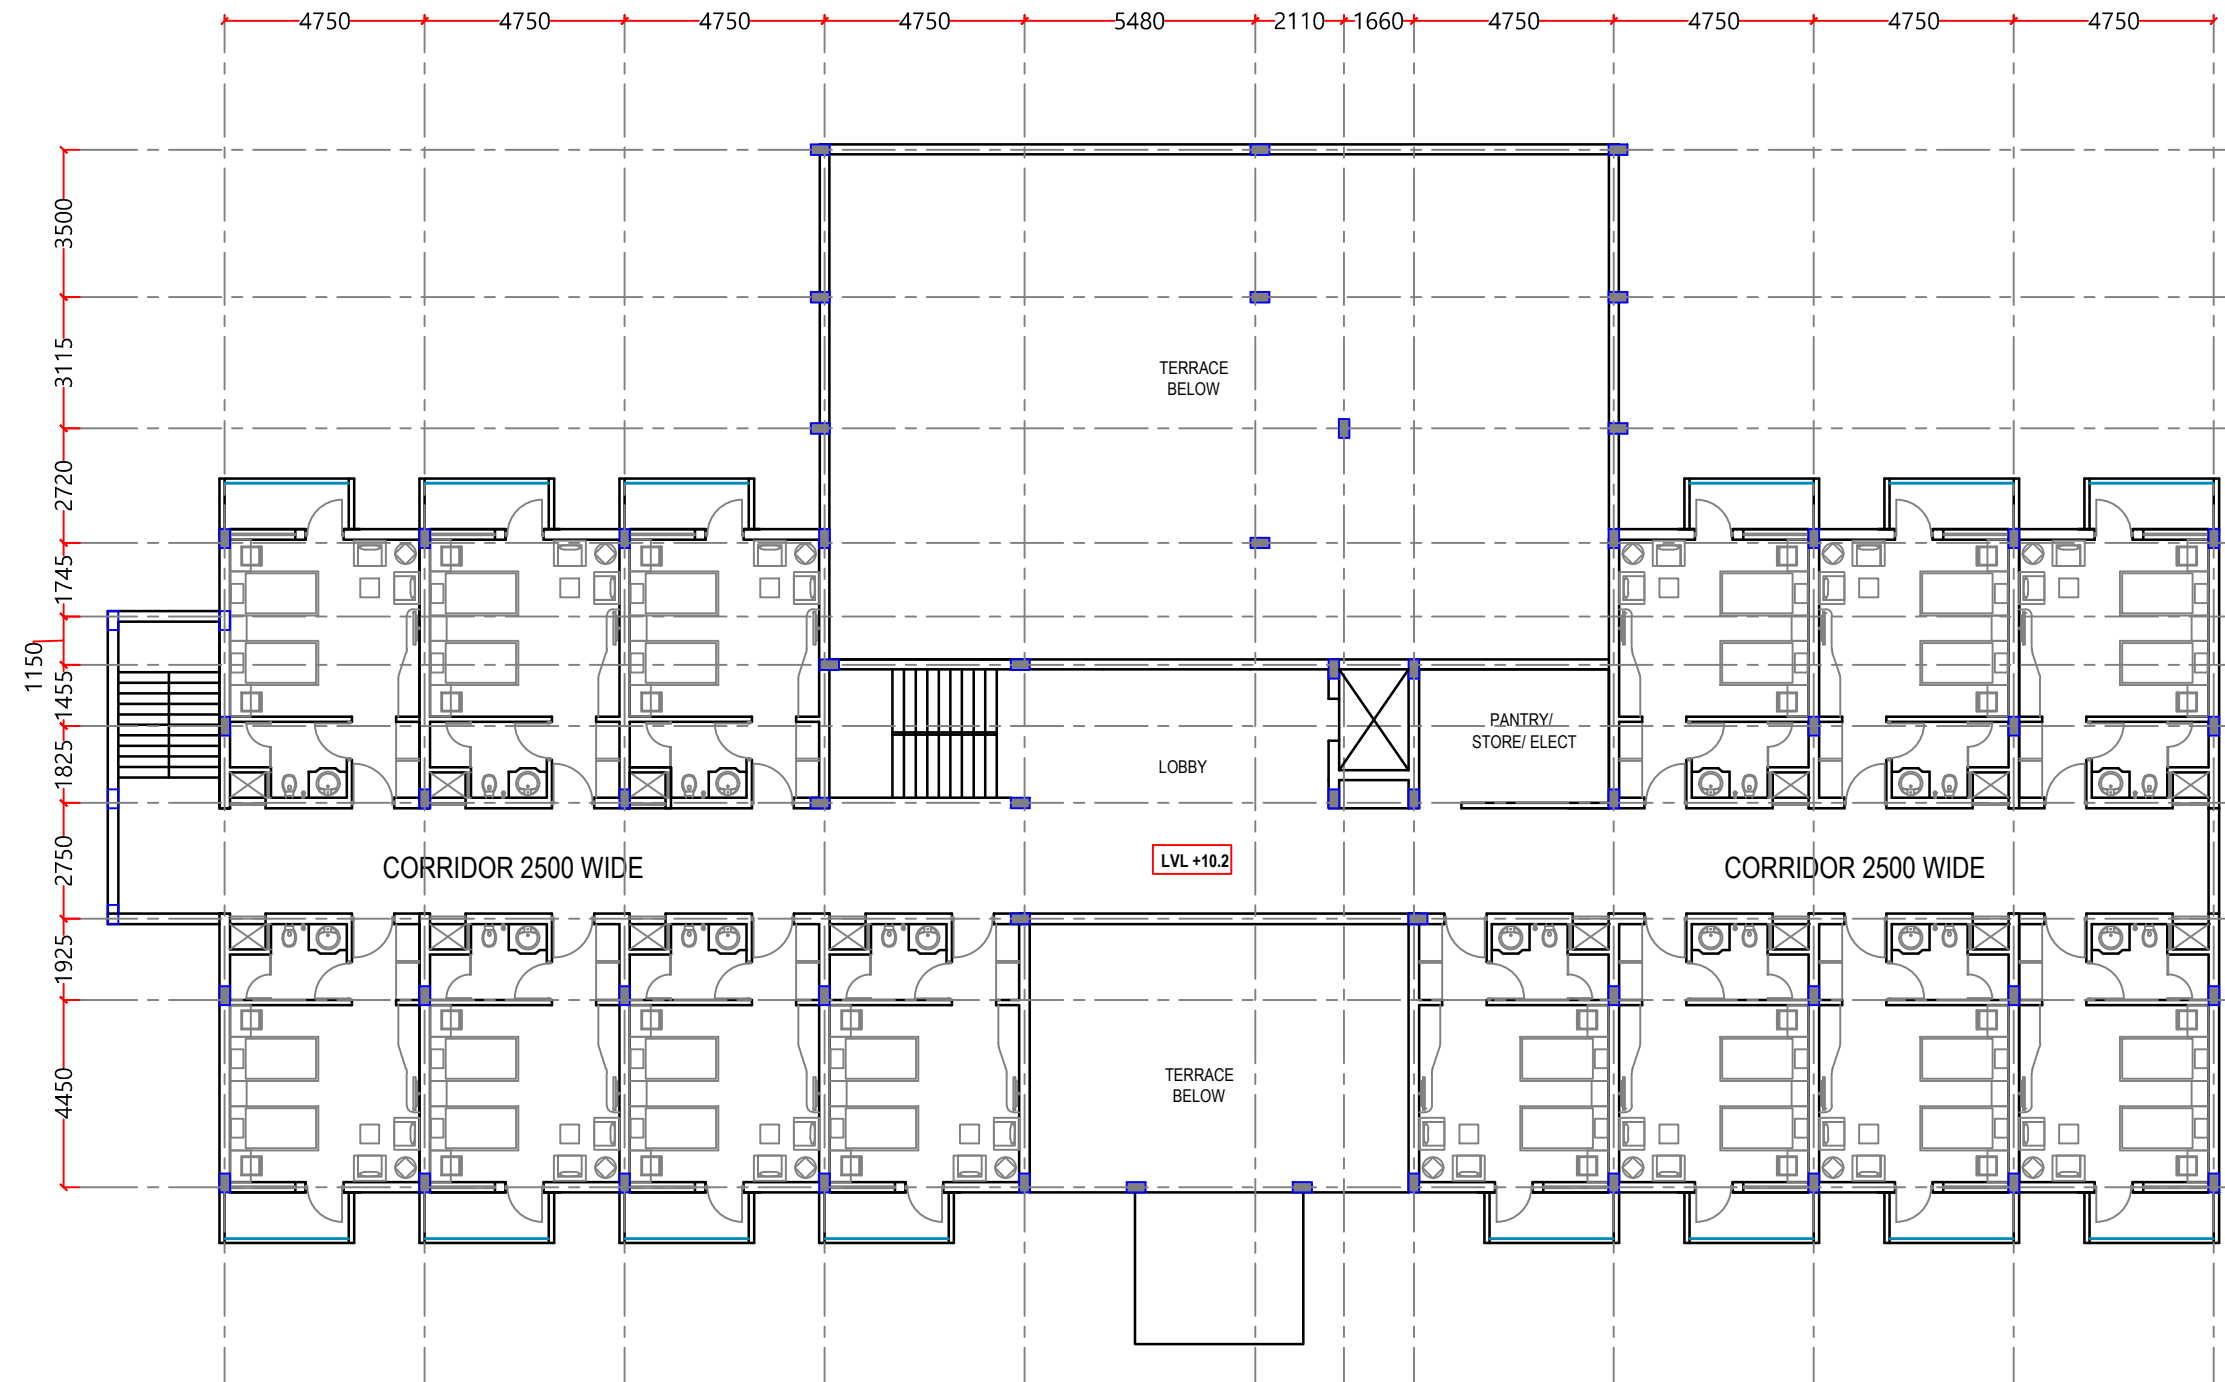 4750 4750 4750 4750 5480 2110 1660 4750 4750 4750 4750
3500
3115
2720
1745
1150
1455
1825
2750
1925
4450
TERRACE
BELOW
PANTRY/
STORE/ ELECT
LOBBY
CORRIDOR 2500 WIDE
LVL +10.2
CORRIDOR 2500 WIDE
TERRACE
BELOW